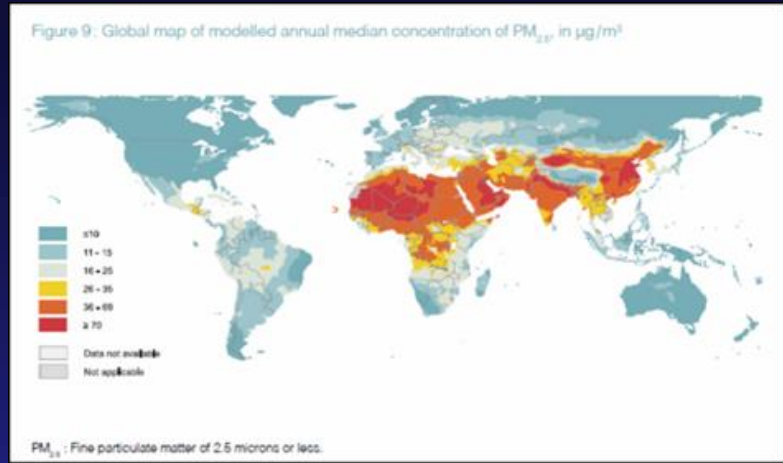 Figure 9: Global map of modelled annual median concentration of PM2.5, in µg/m³
≤10
11 - 15
16 - 25
26 - 35
36 - 69
≥ 70
Data not available
Not applicable
PM2.5 : Fine particulate matter of 2.5 microns or less.